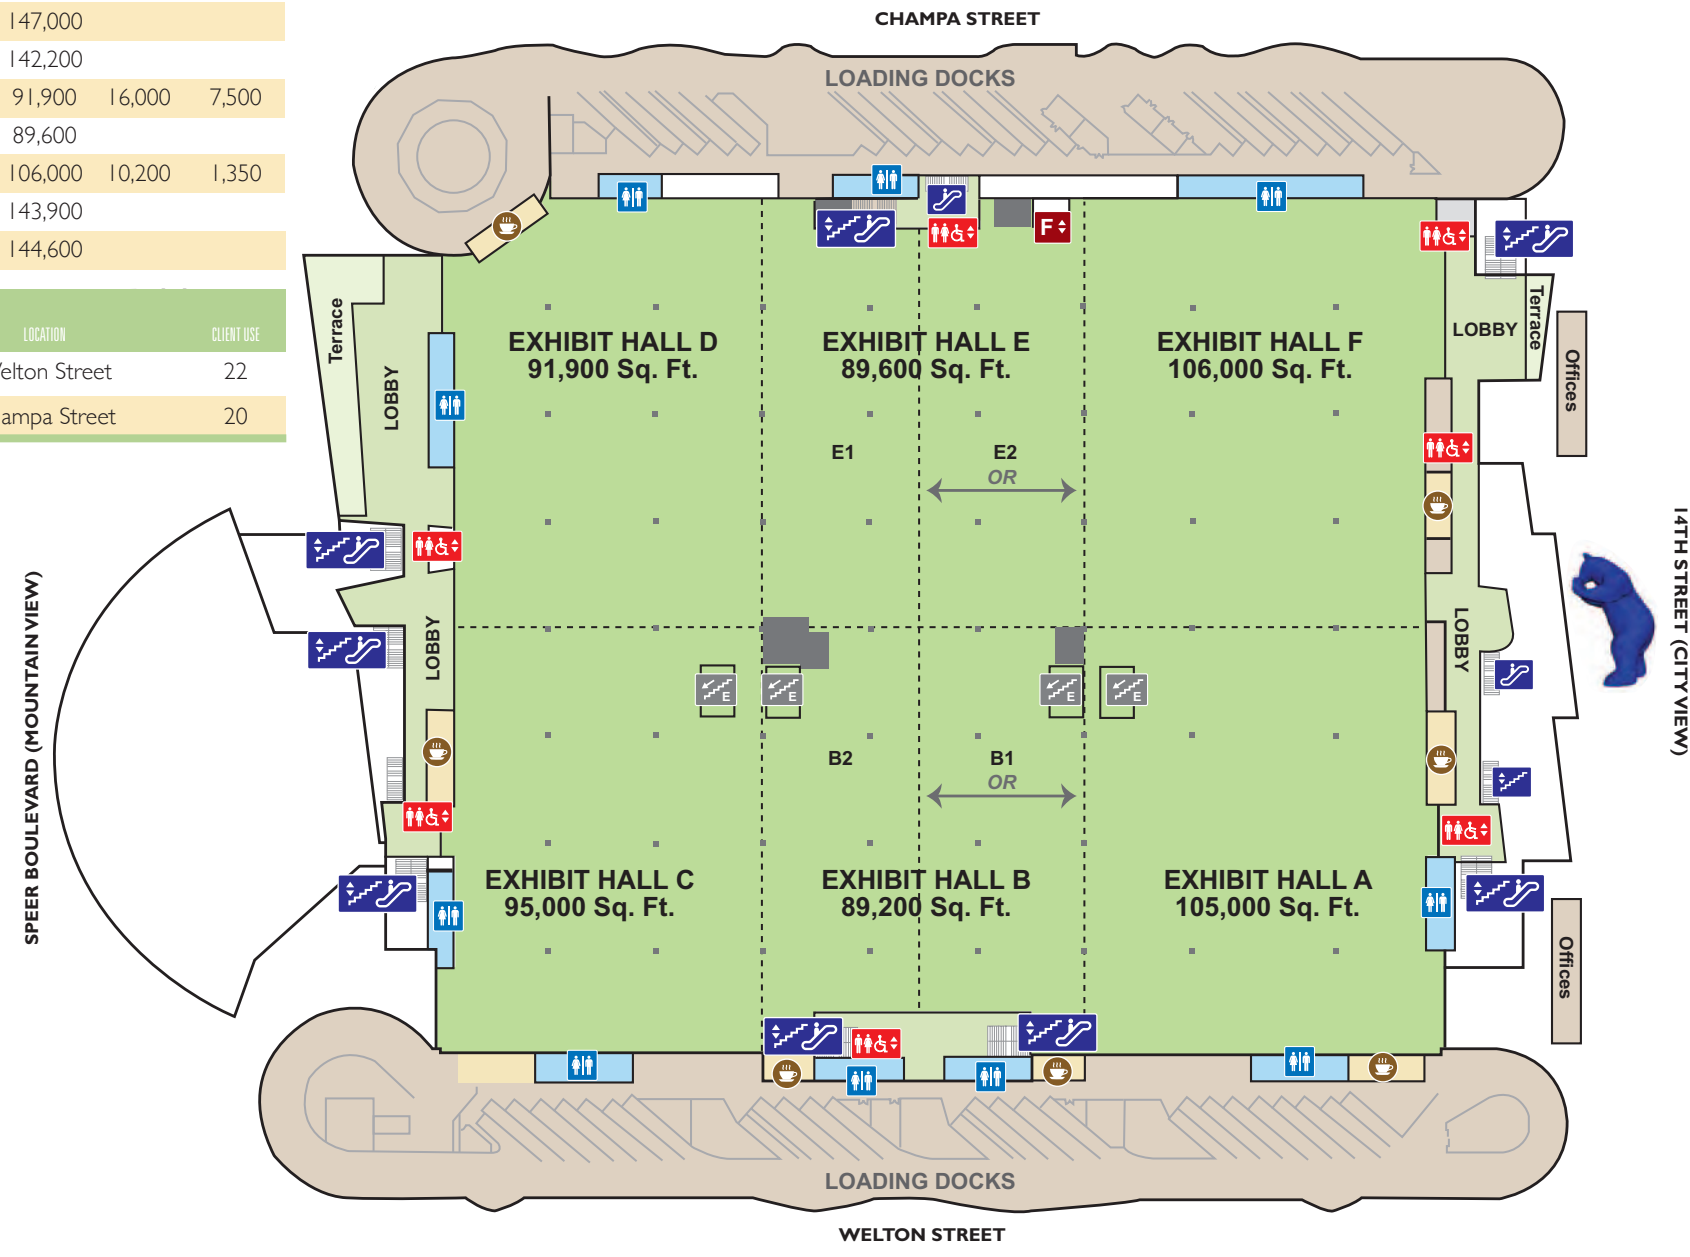 147,000
142,200
91,900 16,000 7,500
89,600
106,000 10,200 1,350
143,900
144,600
LOCATION CLIENT USE
Welton Street 22
ampa Street 20
CHAMPA STREET
LOADING DOCKS
F
Terrace
LOBBY
EXHIBIT HALL D
91,900 Sq. Ft.
EXHIBIT HALL E
89,600 Sq. Ft.
EXHIBIT HALL F
106,000 Sq. Ft.
LOBBY
Terrace
Offices
E1
E2
OR
SPEER BOULEVARD (MOUNTAIN VIEW)
14TH STREET (CITY VIEW)
LOBBY
LOBBY
E
E
E
E
B2
B1
OR
EXHIBIT HALL C
95,000 Sq. Ft.
EXHIBIT HALL B
89,200 Sq. Ft.
EXHIBIT HALL A
105,000 Sq. Ft.
Offices
LOADING DOCKS
WELTON STREET